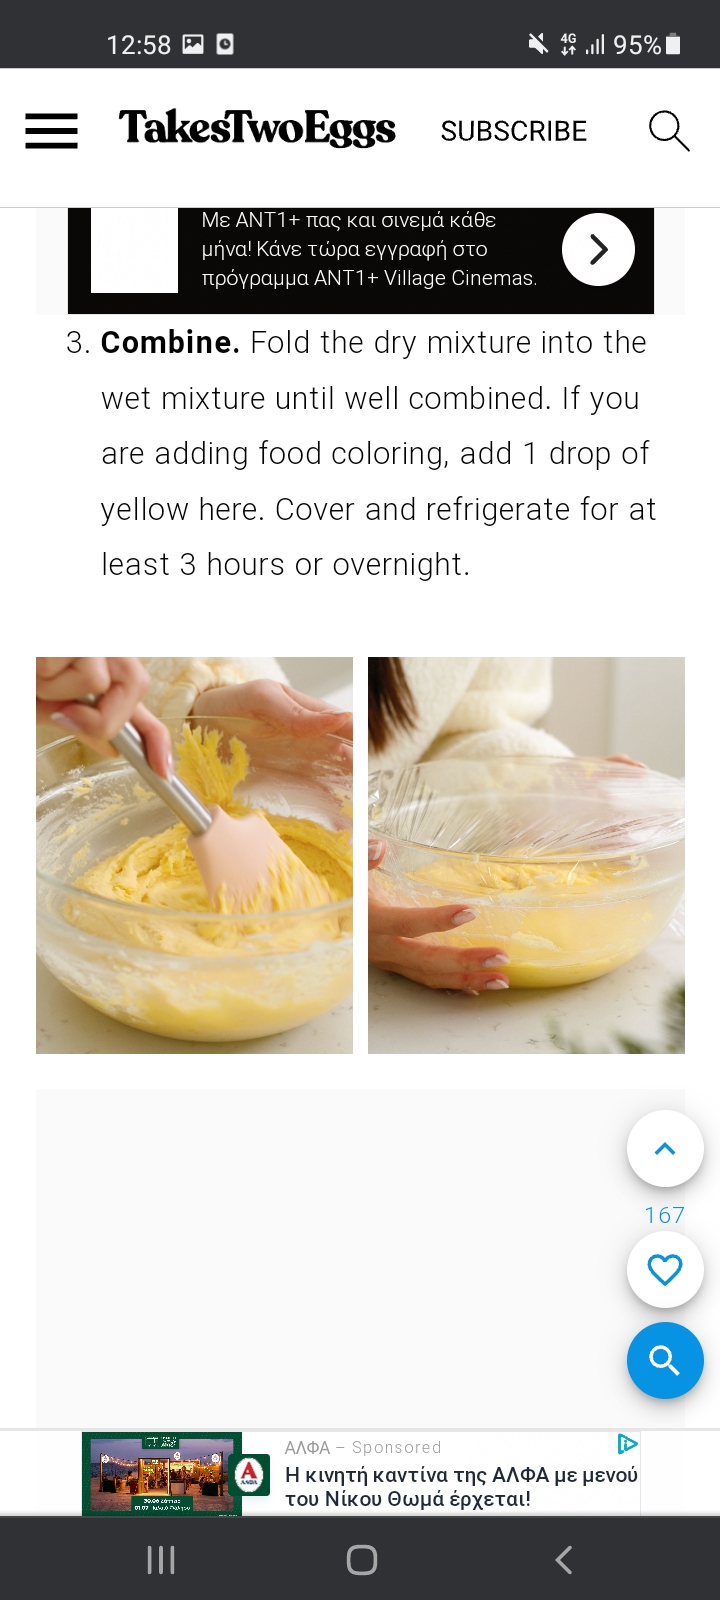 12:58
4G
95%
TakesTwoEggs
SUBSCRIBE
Με ANT1+ πας και σινεμά κάθε
μήνα! Κάνε τώρα εγγραφή στο
πρόγραμμα ANT1+ Village Cinemas.
3. Combine. Fold the dry mixture into the
wet mixture until well combined. If you
are adding food coloring, add 1 drop of
yellow here. Cover and refrigerate for at
least 3 hours or overnight.
167
ΑΛΦΑ – Sponsored
Η κινητή καντίνα της ΑΛΦΑ με μενού
του Νίκου Θωμά έρχεται!